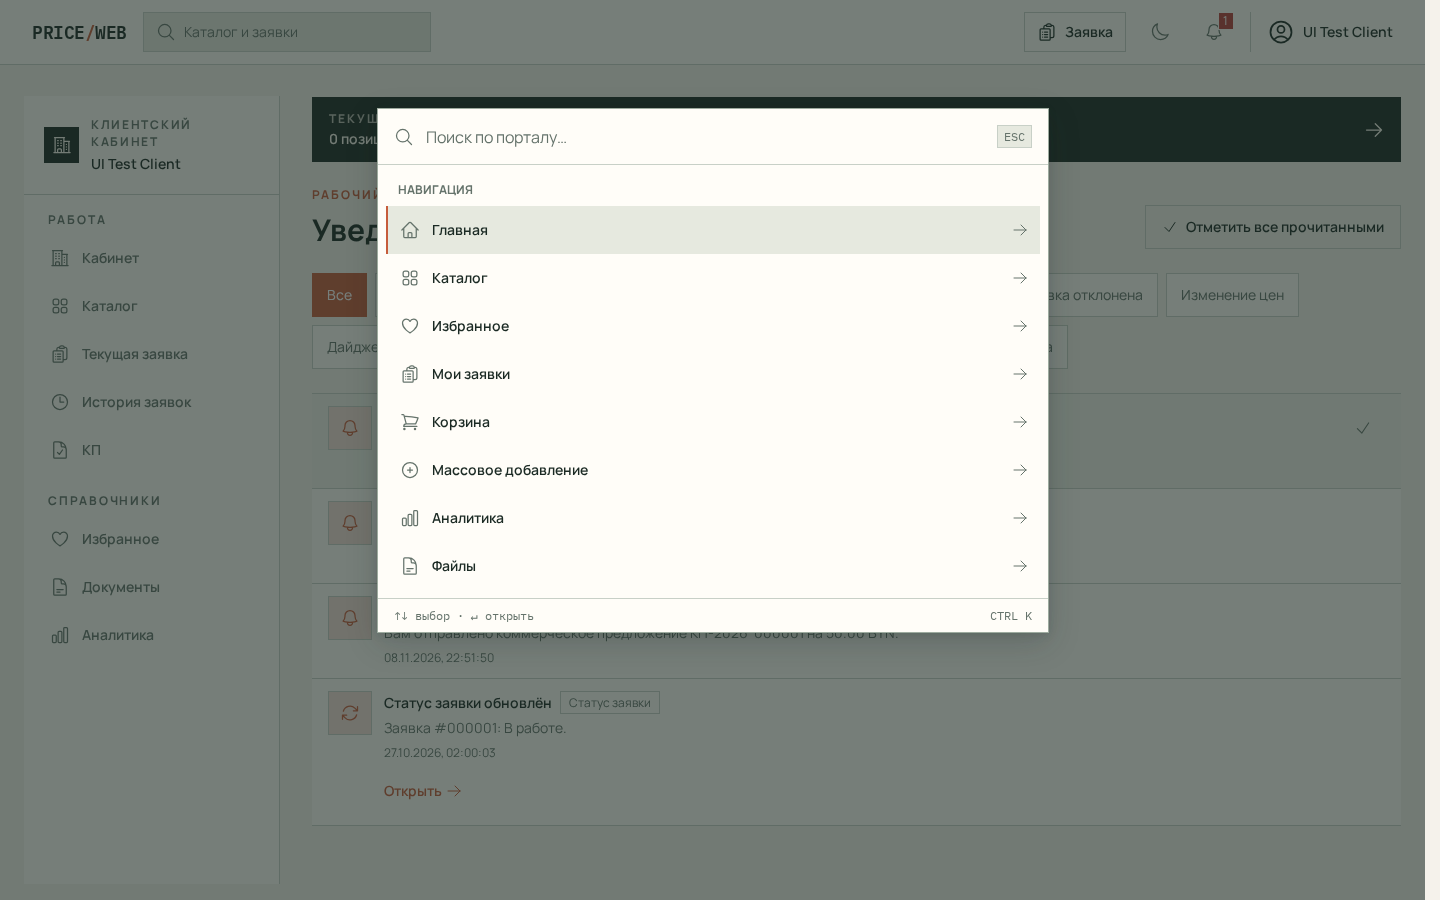 PRICE/WEB
Каталог и заявки
Заявка
1
UI Test Client
КЛИЕНТСКИЙ
КАБИНЕТ
UI Test Client
РАБОТА
Кабинет
Каталог
Текущая заявка
История заявок
КП
СПРАВОЧНИКИ
Избранное
Документы
Аналитика
Отметить все прочитанными
Все
отклонена
Изменение цен
Поиск по порталу…
ESC
НАВИГАЦИЯ
Главная
Каталог
Избранное
Мои заявки
Корзина
Массовое добавление
Аналитика
Файлы
↑↓ выбор · ↵ открыть
CTRL K
08.11.2026, 22:51:50
Статус заявки обновлён
Статус заявки
Заявка #000001: В работе.
27.10.2026, 02:00:03
Открыть →